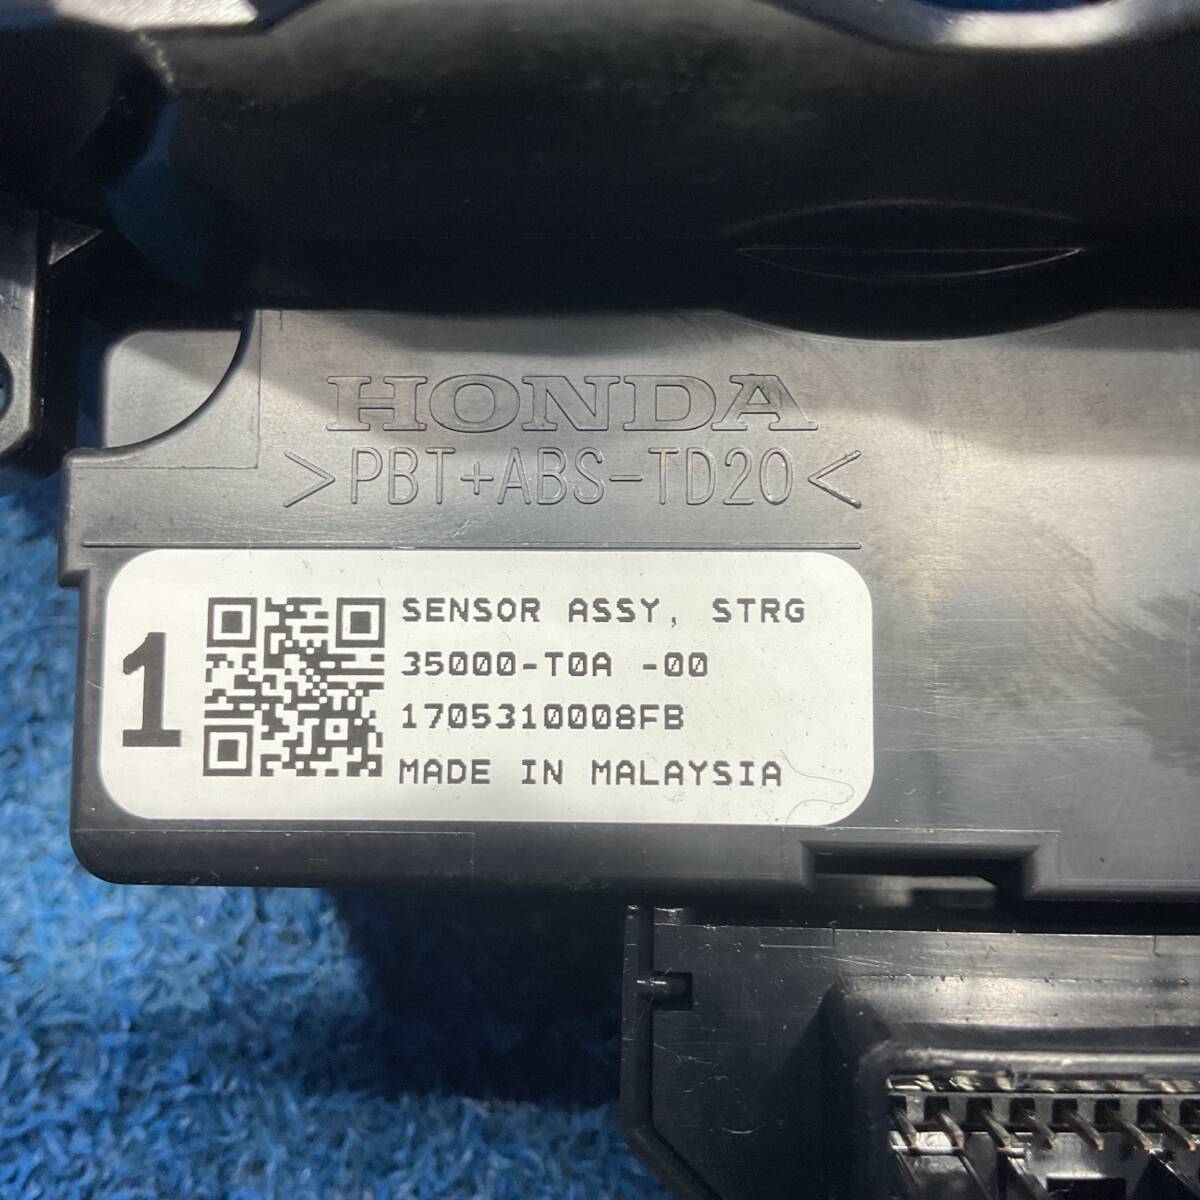 HONDA
>PBT+ABS-TD20<
1
SENSOR ASSY, STRG
35000-T0A -00
1705310008FB
MADE IN MALAYSIA